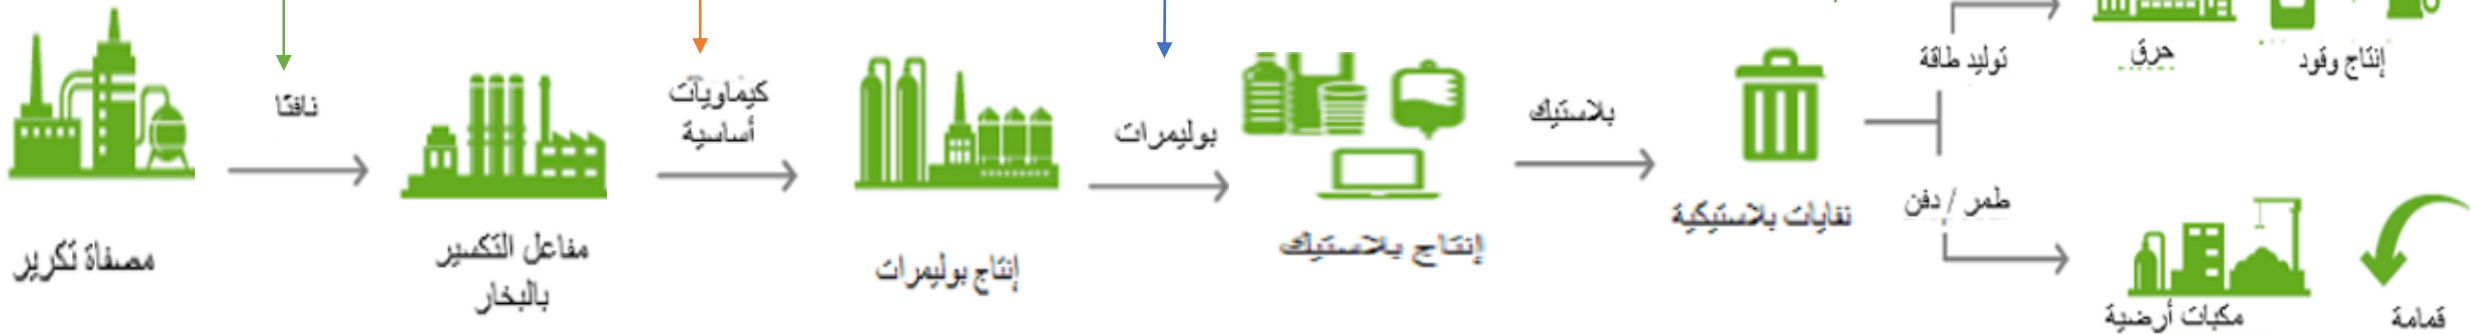 نافتا
كيماويات
أساسية
بوليمرات
بلاستيك
توليد طاقة
حرق
إنتاج وقود
طمر / دفن
مصفاة تكرير
مفاعل التكسير
بالبخار
إنتاج بوليمرات
إنتاج بلاستيك
نفايات بلاستيكية
مكبات أرضية
قمامة